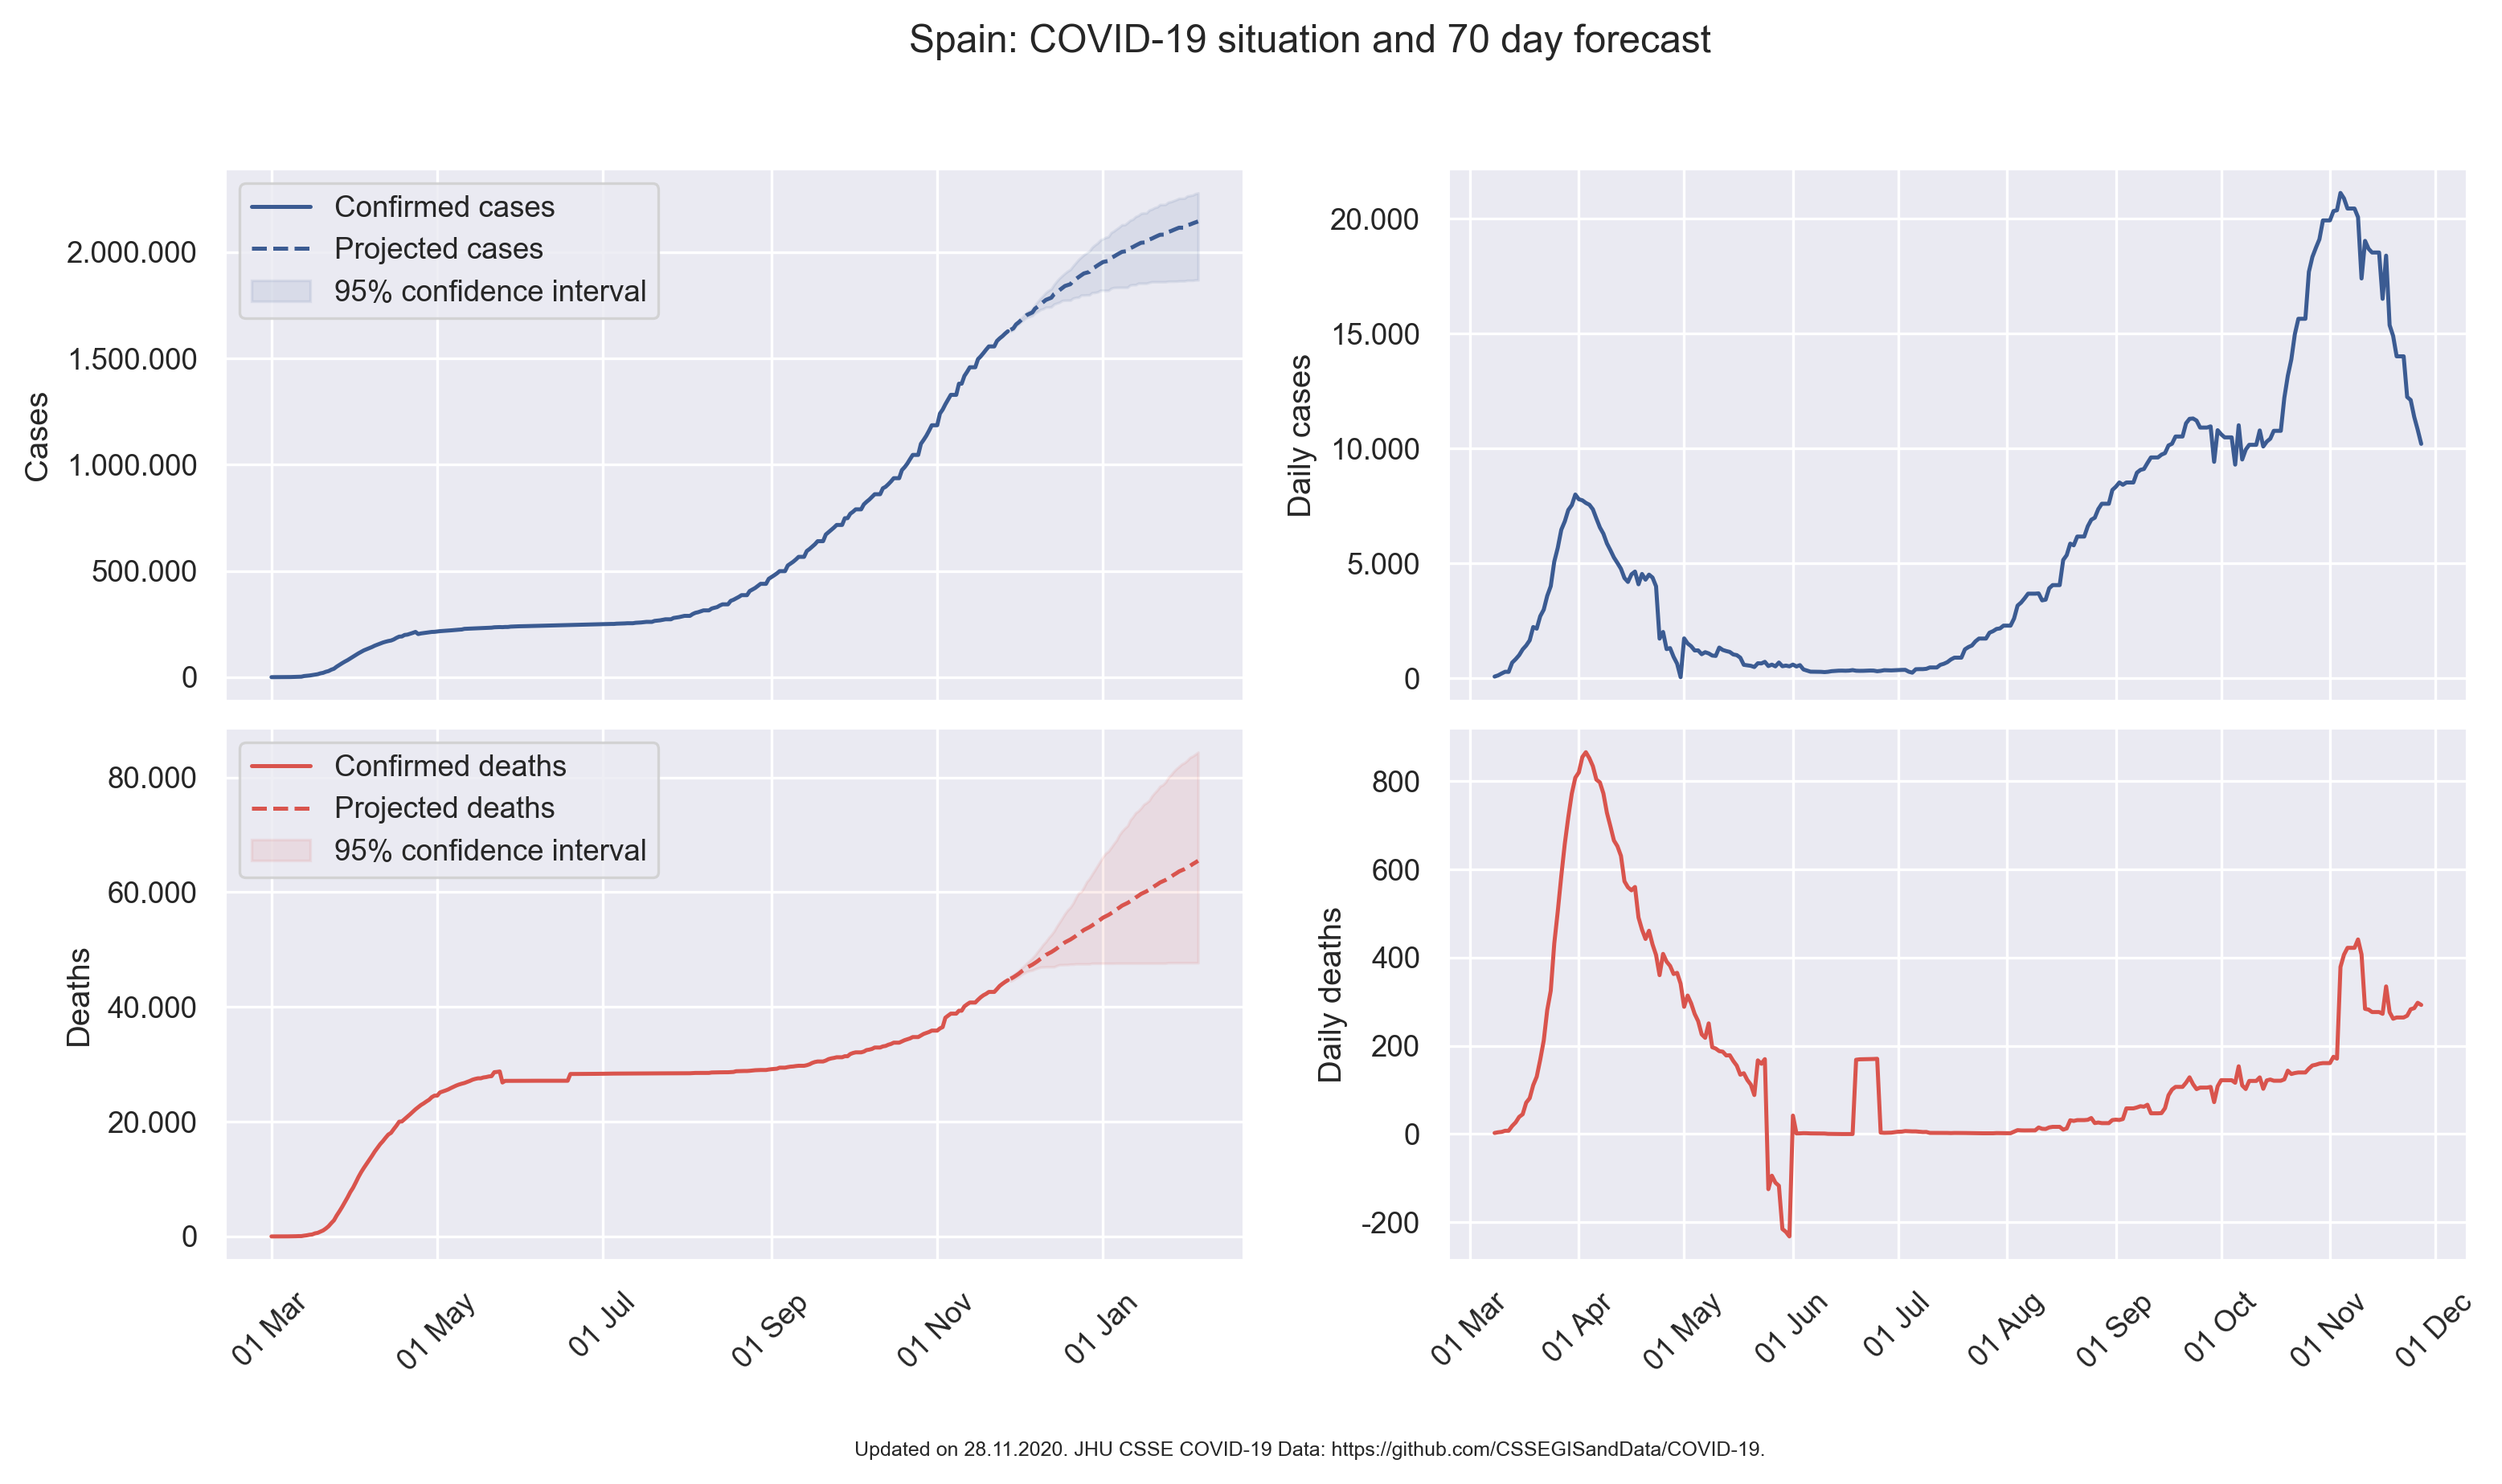 Spain: COVID-19 situation and 70 day forecast
Confirmed cases
Projected cases
95% confidence interval
Cases
2.000.000
1.500.000
1.000.000
500.000
0
Daily cases
20.000
15.000
10.000
5.000
0
Confirmed deaths
Projected deaths
95% confidence interval
Deaths
80.000
60.000
40.000
20.000
0
01 Mar
01 May
01 Jul
01 Sep
01 Nov
01 Jan
Daily deaths
800
600
400
200
0
-200
01 Mar
01 Apr
01 May
01 Jun
01 Jul
01 Aug
01 Sep
01 Oct
01 Nov
01 Dec
Updated on 28.11.2020. JHU CSSE COVID-19 Data: https://github.com/CSSEGISandData/COVID-19.